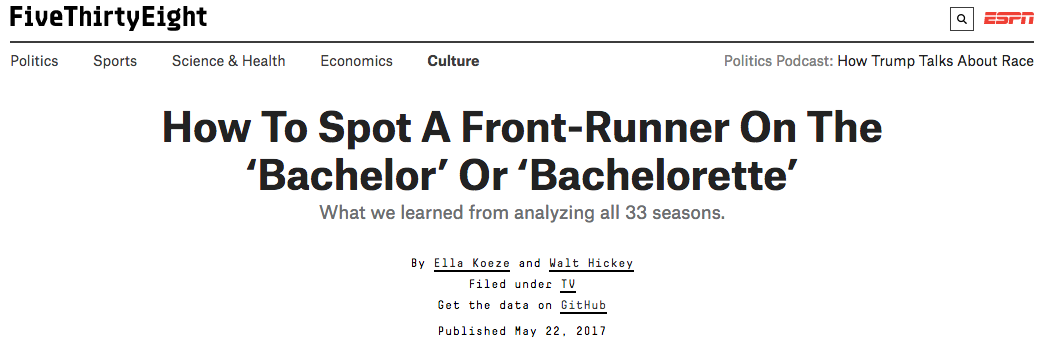 FiveThirtyEight
ESPN
Politics Sports Science & Health Economics Culture Politics Podcast: How Trump Talks About Race
How To Spot A Front-Runner On The
‘Bachelor’ Or ‘Bachelorette’
What we learned from analyzing all 33 seasons.
By Ella Koeze and Walt Hickey
Filed under TV
Get the data on GitHub
Published May 22, 2017